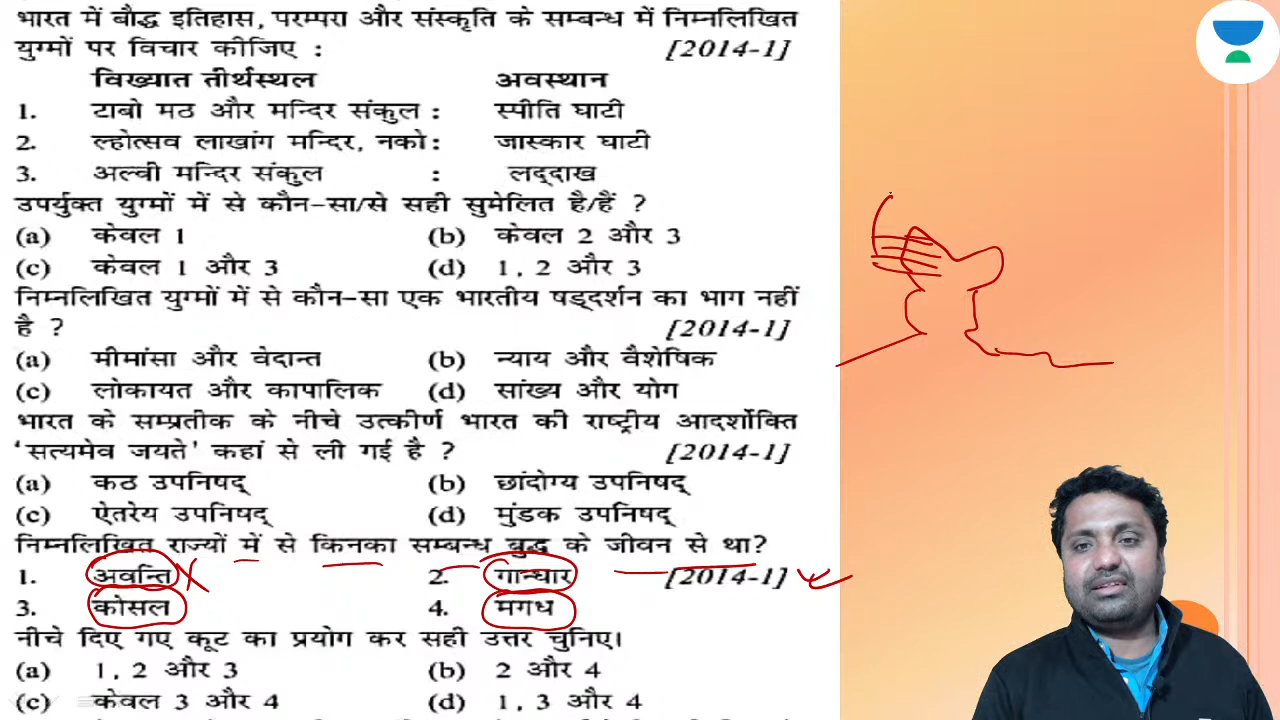 भारत में बौद्ध इतिहास, परम्परा और संस्कृति के सम्बन्ध में निम्नलिखित
युग्मों पर विचार कीजिए : [2014-1]
विख्यात तीर्थस्थल अवस्थान
1. टाबो मठ और मन्दिर संकुल : स्पीति घाटी
2. ल्होत्सव लाखांग मन्दिर, नको: जास्कार घाटी
3. अल्ची मन्दिर संकुल : लद्दाख
उपर्युक्त युग्मों में से कौन-सा/से सही सुमेलित है/हैं ?
(a) केवल 1 (b) केवल 2 और 3
(c) केवल 1 और 3 (d) 1, 2 और 3
निम्नलिखित युग्मों में से कौन-सा एक भारतीय षड्दर्शन का भाग नहीं
है ? [2014-1]
(a) मीमांसा और वेदान्त (b) न्याय और वैशेषिक
(c) लोकायत और कापालिक (d) सांख्य और योग
भारत के सम्प्रतीक के नीचे उत्कीर्ण भारत की राष्ट्रीय आदर्शोक्ति
'सत्यमेव जयते' कहां से ली गई है ? [2014-1]
(a) कठ उपनिषद् (b) छांदोग्य उपनिषद्
(c) ऐतरेय उपनिषद् (d) मुंडक उपनिषद्
निम्नलिखित राज्यों में से किनका सम्बन्ध बुद्ध के जीवन से था?
1. अवन्ति 2. गान्धार [2014-1]
3. कोसल 4. मगध
नीचे दिए गए कूट का प्रयोग कर सही उत्तर चुनिए।
(a) 1, 2 और 3 (b) 2 और 4
(c) केवल 3 और 4 (d) 1, 3 और 4